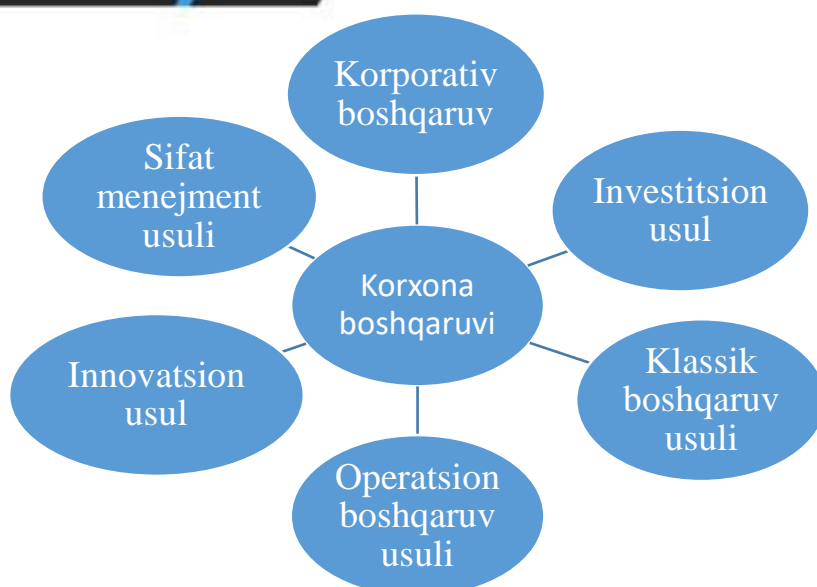 Korporativ
boshqaruv
Sifat
menejment
usuli
Investitsion
usul
Korxona
boshqaruvi
Innovatsion
usul
Klassik
boshqaruv
usuli
Operatsion
boshqaruv
usuli